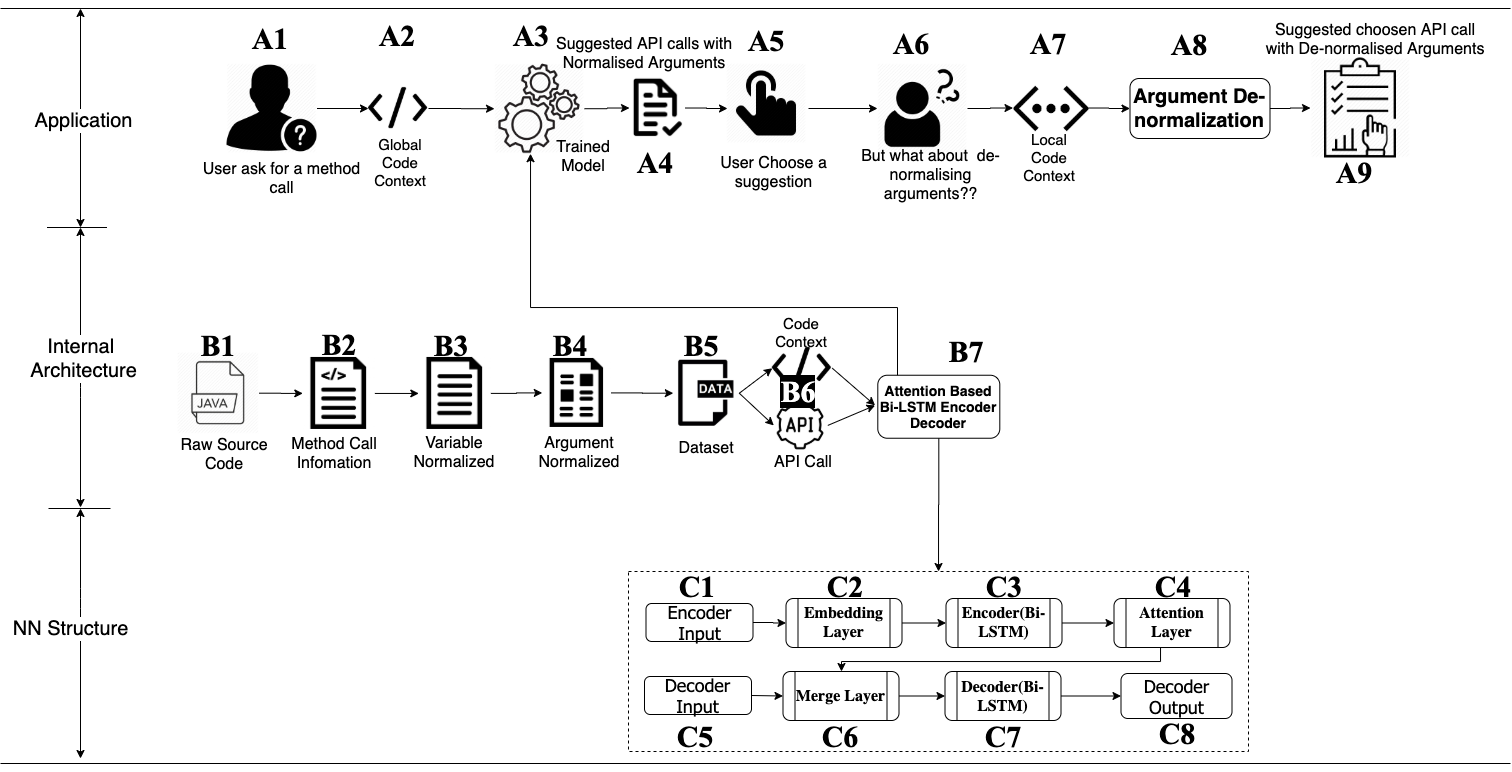 A1
A2
A3
Suggested API calls with
Normalised Arguments
A5
A6
A7
A8
Suggested choosen API call
with De-normalised Arguments
Application
?
User ask for a method
call
</>
Global
Code
Context
Trained
Model
A4
User Choose a
suggestion
??
But what about de-
normalising
arguments??
<•••>
Local
Code
Context
Argument De-
normalization
A9
Internal
Architecture
B1
JAVA
Raw Source
Code
B2
</>
Method Call
Infomation
B3
Variable
Normalized
B4
Argument
Normalized
B5
DATA
Dataset
Code
Context
</>
B6
API
API Call
B7
Attention Based
Bi-LSTM Encoder
Decoder
NN Structure
C1
Encoder
Input
C2
Embedding
Layer
C3
Encoder(Bi-
LSTM)
C4
Attention
Layer
Decoder
Input
C5
Merge Layer
C6
Decoder(Bi-
LSTM)
C7
Decoder
Output
C8